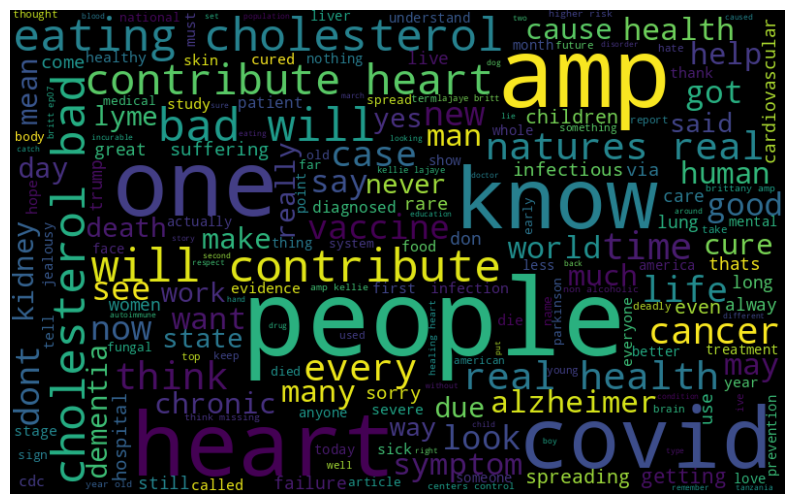 thought
blood
national
set
must
liver
understand
two
higher risk
disorder
population
caused
eating cholesterol
cause health
come
healthy
skin
cured
nothing
month
future
hate
dog
help
mean
contribute heart
amp
got
cardiovascular
medical
study
patient
spread
term
lajaye britt
live
march
thank
sure
eating
lyme
yes
new
children
said
lie
report
body
britt ep07
bad will
man
whole
something
incurable
great
suffering
case
natures real
catch
looking
day
one
say
never
really
far
old
show
kellie lajaye
infectious
via
human
hope
trump
point
doctor
know
care
brittany amp
good
jealousy
death
actually
diagnosed
rare
education
early
around
lung
mental
face
make
thing
system
food
don
vaccine
world
time
take
cure
story
second
will contribute
less
america
thats
cholesterol bad
dont kidney
see
respect
evidence
first
infection
back
name
non alcoholic
much
life
even
alway
long
women
work
hand
amp kellie
people
die
parkinson
deadly
different
tell
autoimmune
want
drug
healing heart
everyone
cancer
now
fungal
top
keep
used
put
american
better
treatment
dementia
state
died
every
young
brain
year
think
many
sorry
without
real health
may
hospital
chronic
anyone
severe
due
alzheimer
use
ive
condition
prevention
stage
think missing
child
heart
way
look
covid
sign
today
sick
boy
type
symptom
someone
cdc
still
called
failure
well
right
article
spreading
getting
love
year old
centers control
remember
tanzania